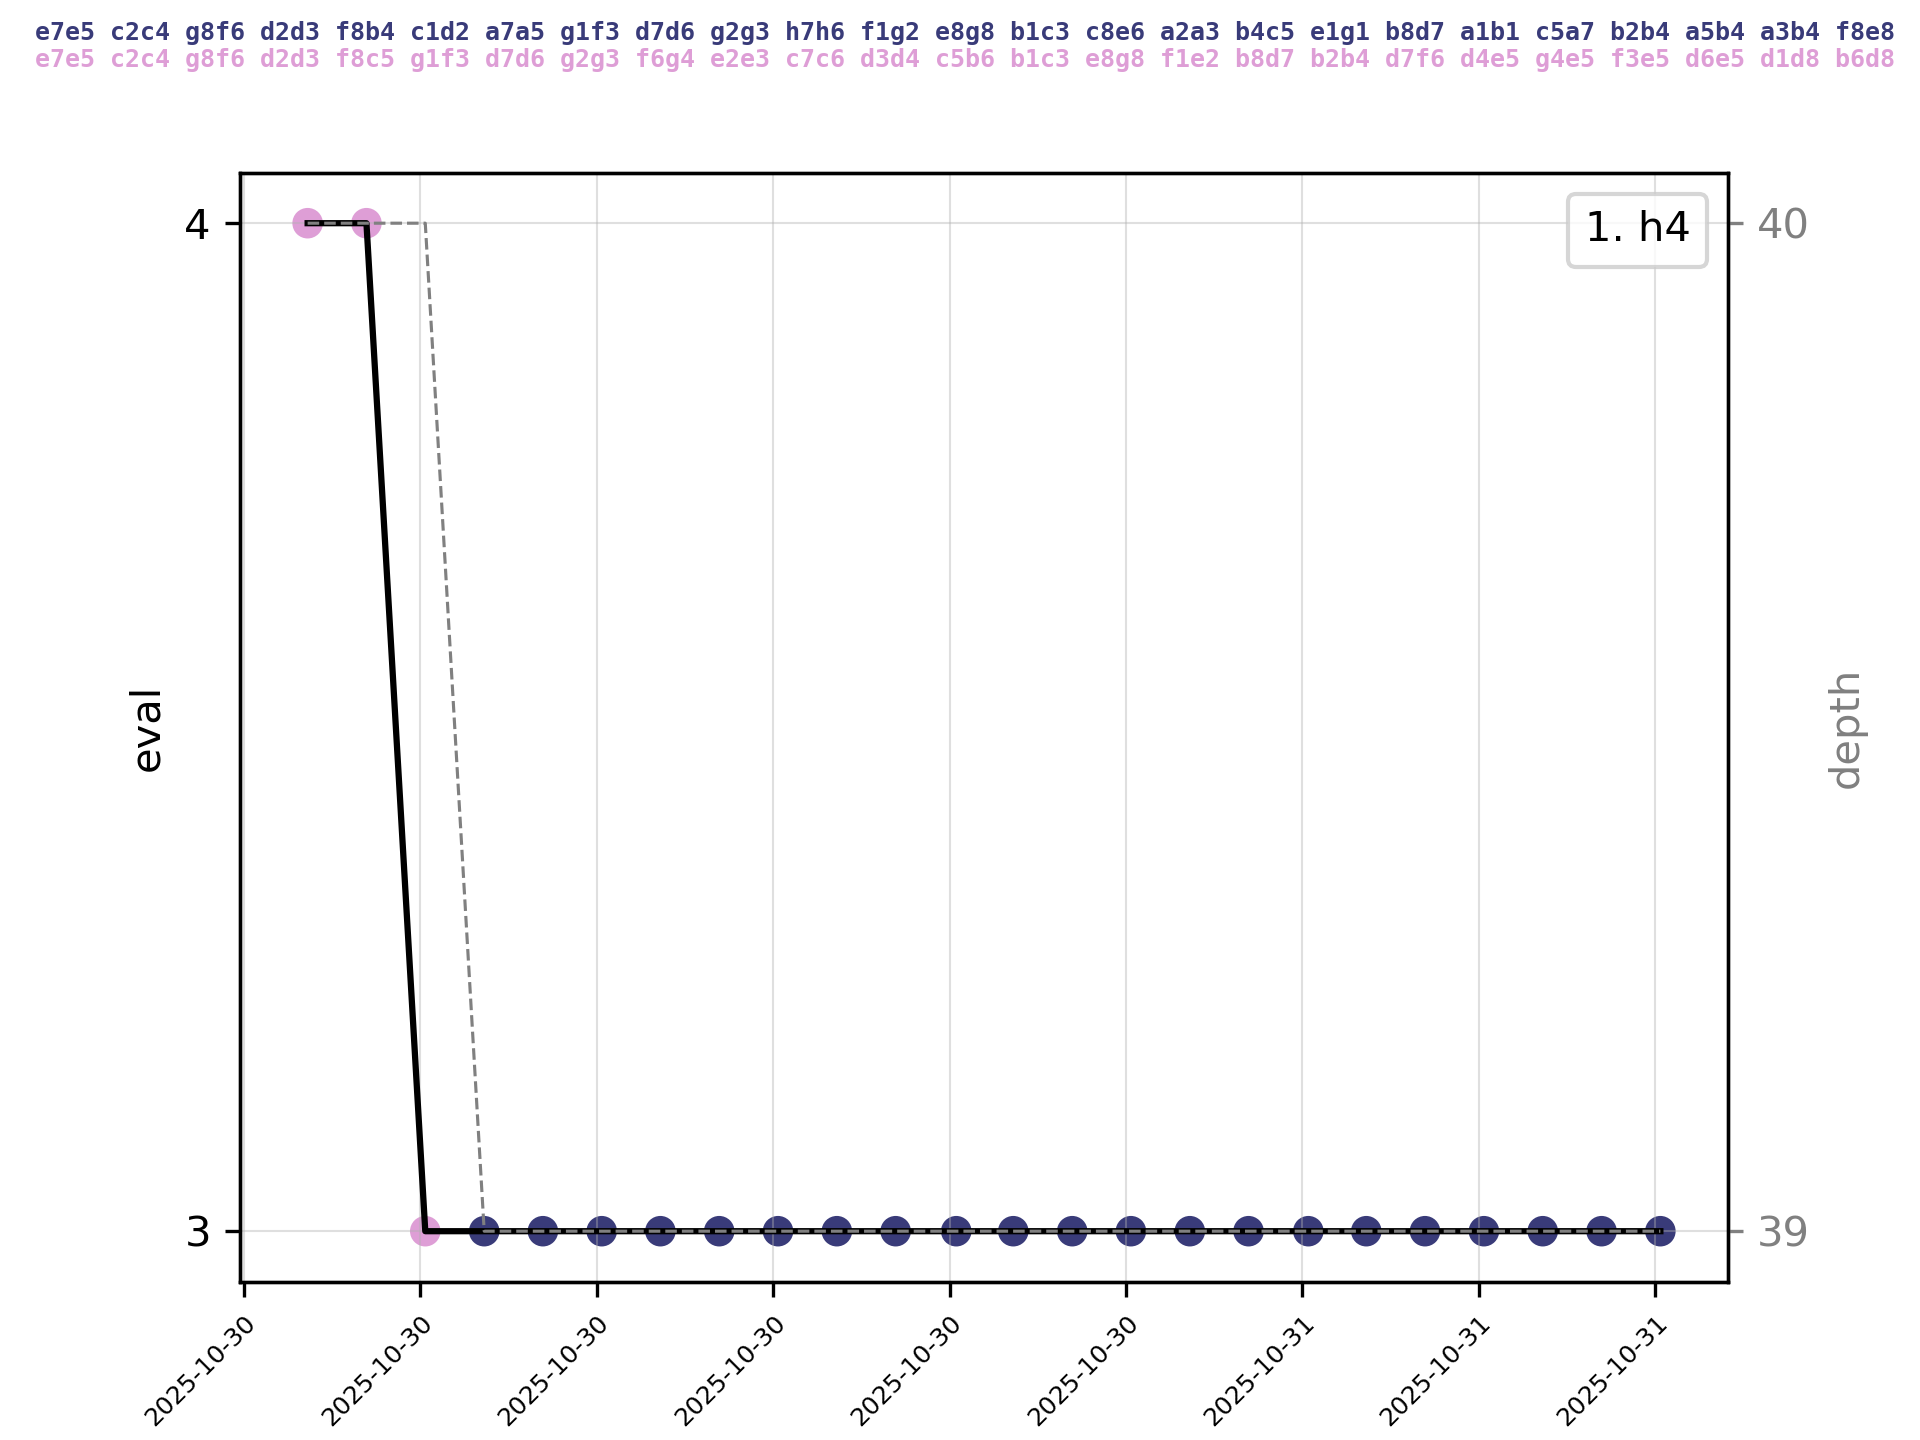 e7e5 c2c4 g8f6 d2d3 f8b4 c1d2 a7a5 g1f3 d7d6 g2g3 h7h6 f1g2 e8g8 b1c3 c8e6 a2a3 b4c5 e1g1 b8d7 a1b1 c5a7 b2b4 a5b4 a3b4 f8e8
e7e5 c2c4 g8f6 d2d3 f8c5 g1f3 d7d6 g2g3 f6g4 e2e3 c7c6 d3d4 c5b6 b1c3 e8g8 f1e2 b8d7 b2b4 d7f6 d4e5 g4e5 f3e5 d6e5 d1d8 b6d8
4
1. h4
40
eval
depth
3
39
2025-10-30
2025-10-30
2025-10-30
2025-10-30
2025-10-30
2025-10-30
2025-10-31
2025-10-31
2025-10-31